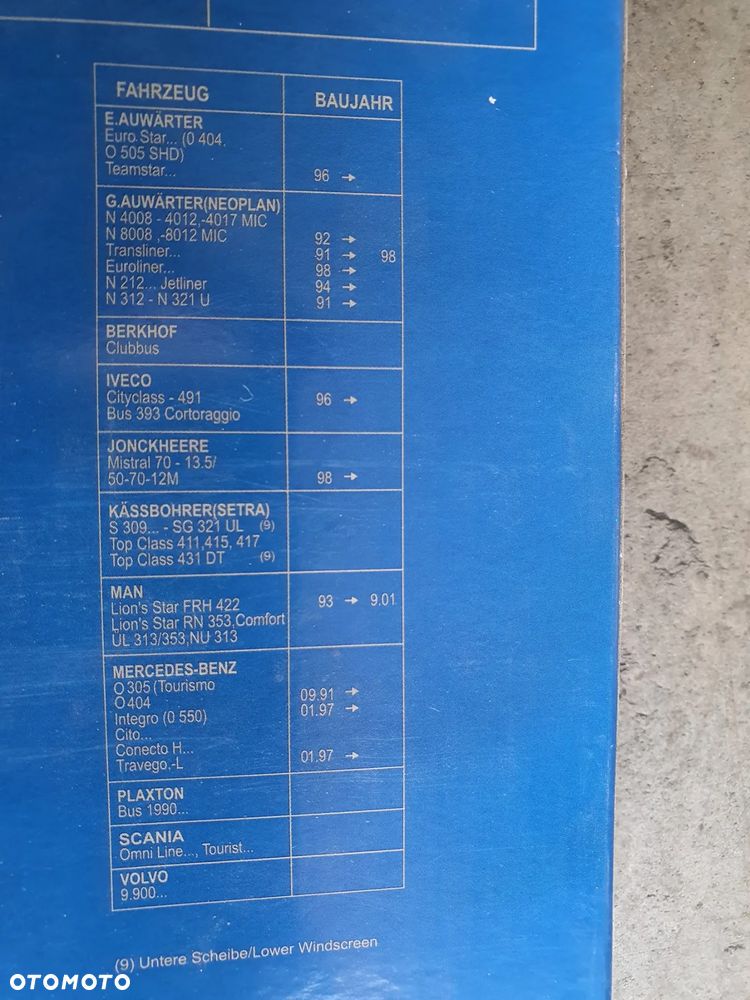 FAHRZEUG BAUJAHR
E.AUWÄRTER
Euro Star... (0 404,
O 505 SHD)
Teamstar... 96 →
G.AUWÄRTER(NEOPLAN)
N 4008 - 4012,-4017 MIC
N 8008 ,-8012 MIC 92 →
Transliner... 91 → 98
Euroliner... 98 →
N 212... Jetliner 94 →
N 312 - N 321 U 91 →
BERKHOF
Clubbus
IVECO
Cityclass - 491 96 →
Bus 393 Cortoraggio
JONCKHEERE
Mistral 70 - 13.5/
50-70-12M 98 →
KÄSSBOHRER(SETRA)
S 309... - SG 321 UL (9)
Top Class 411,415, 417
Top Class 431 DT (9)
MAN
Lion's Star FRH 422 93 → 9.01
Lion's Star RN 353,Comfort
UL 313/353,NU 313
MERCEDES-BENZ
O 305 (Tourismo 09.91 →
O 404 01.97 →
Integro (0 550)
Cito...
Conecto H... 01.97 →
Travego,-L
PLAXTON
Bus 1990...
SCANIA
Omni Line..., Tourist...
VOLVO
9.900...
(9) Untere Scheibe/Lower Windscreen
OTOMOTO